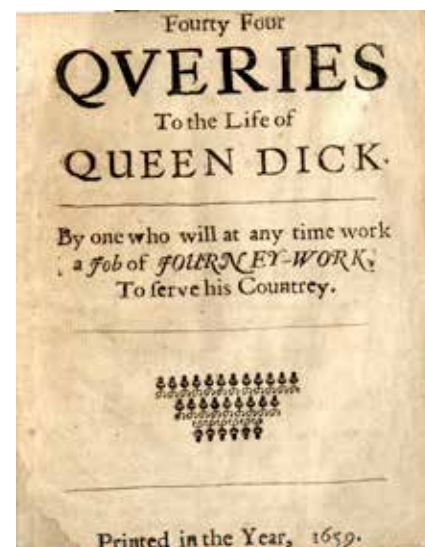 Fourty Four
QVERIES
To the Life of
QUEEN DICK.
By one who will at any time work
a Job of JOURNEY-WORK,
To ſerve his Countrey.
Printed in the Year, 1659.